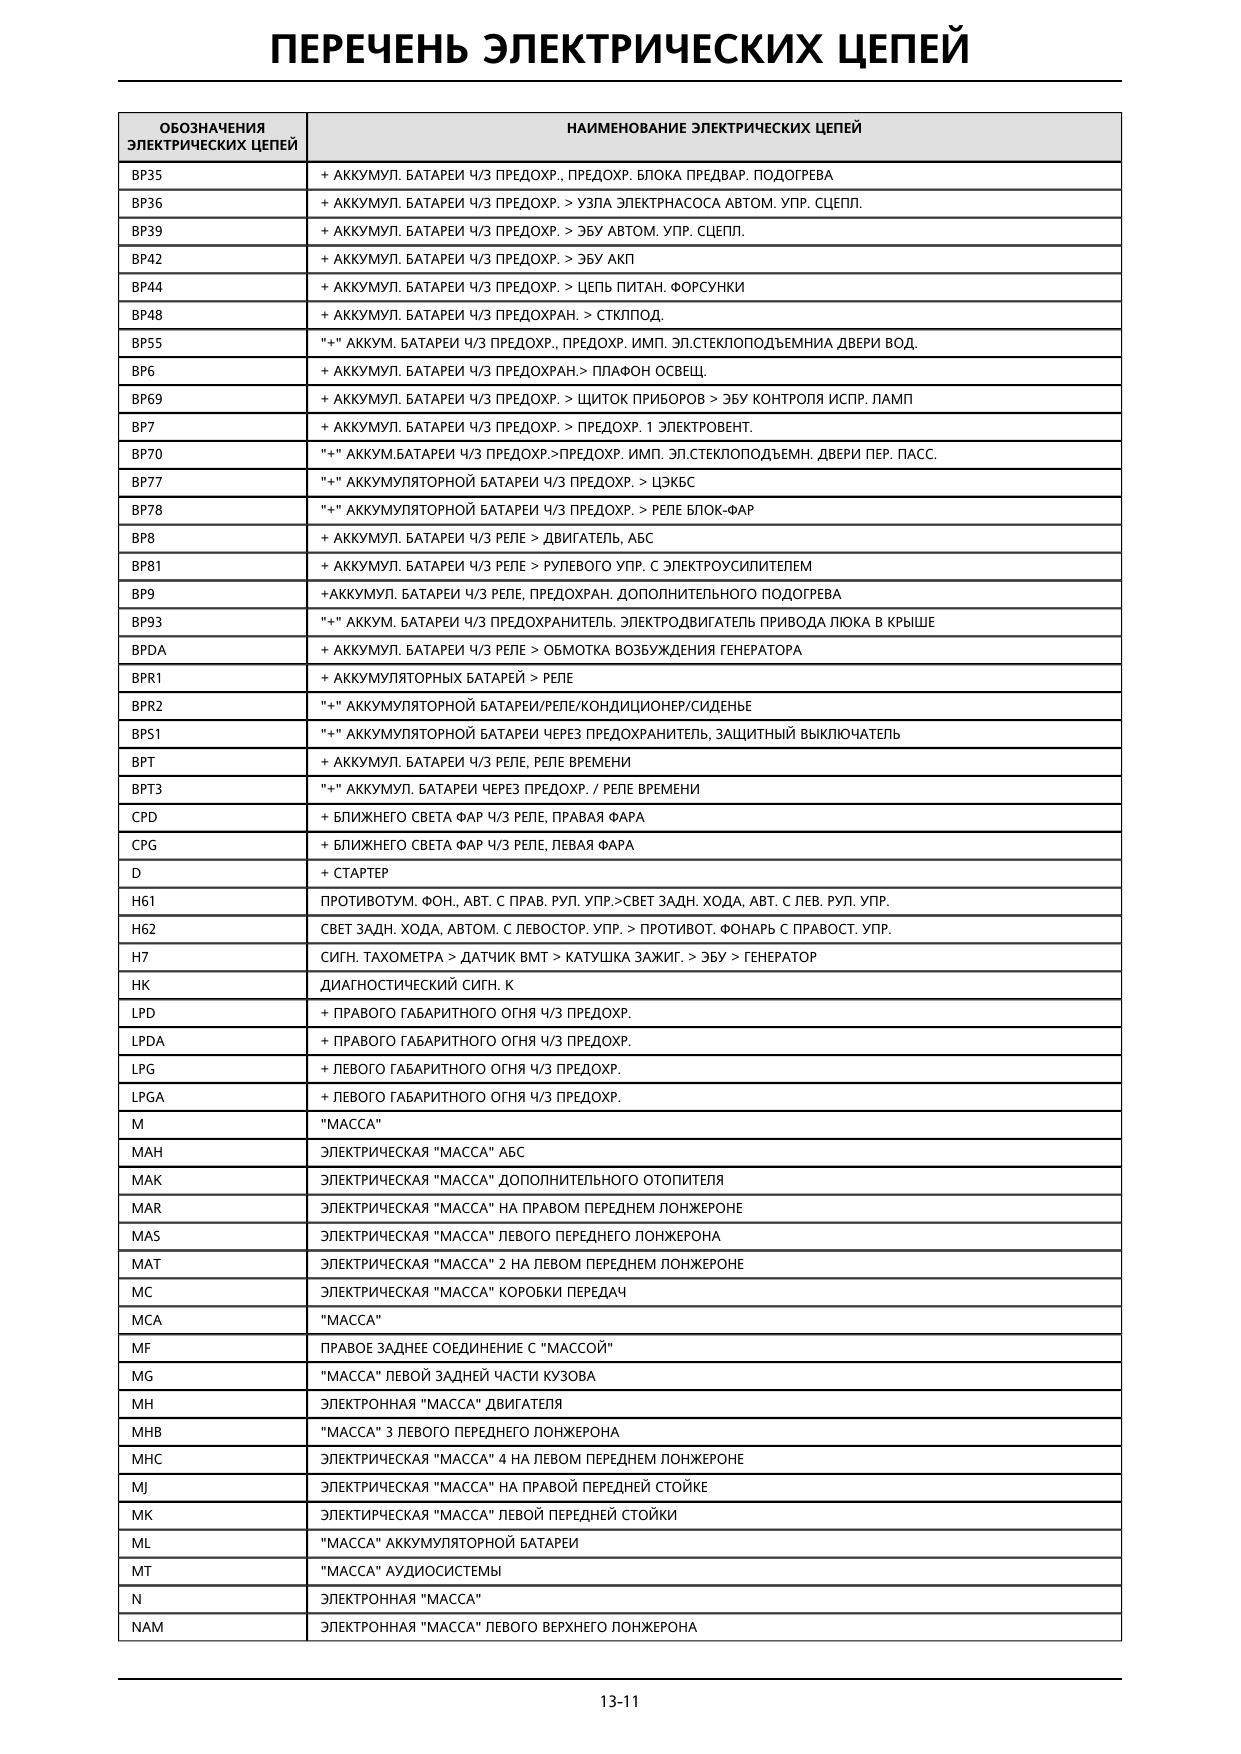 ПЕРЕЧЕНЬ ЭЛЕКТРИЧЕСКИХ ЦЕПЕЙ
ОБОЗНАЧЕНИЯ
ЭЛЕКТРИЧЕСКИХ ЦЕПЕЙ
НАИМЕНОВАНИЕ ЭЛЕКТРИЧЕСКИХ ЦЕПЕЙ
BP35 + АККУМУЛ. БАТАРЕИ Ч/З ПРЕДОХР., ПРЕДОХР. БЛОКА ПРЕДВАР. ПОДОГРЕВА
BP36 + АККУМУЛ. БАТАРЕИ Ч/З ПРЕДОХР. > УЗЛА ЭЛЕКТРНАСОСА АВТОМ. УПР. СЦЕПЛ.
BP39 + АККУМУЛ. БАТАРЕИ Ч/З ПРЕДОХР. > ЭБУ АВТОМ. УПР. СЦЕПЛ.
BP42 + АККУМУЛ. БАТАРЕИ Ч/З ПРЕДОХР. > ЭБУ АКП
BP44 + АККУМУЛ. БАТАРЕИ Ч/З ПРЕДОХР. > ЦЕПЬ ПИТАН. ФОРСУНКИ
BP48 + АККУМУЛ. БАТАРЕИ Ч/З ПРЕДОХРАН. > СТКЛПОД.
BP55 "+" АККУМ. БАТАРЕИ Ч/З ПРЕДОХР., ПРЕДОХР. ИМП. ЭЛ.СТЕКЛОПОДЪЕМНИА ДВЕРИ ВОД.
BP6 + АККУМУЛ. БАТАРЕИ Ч/З ПРЕДОХРАН.> ПЛАФОН ОСВЕЩ.
BP69 + АККУМУЛ. БАТАРЕИ Ч/З ПРЕДОХР. > ЩИТОК ПРИБОРОВ > ЭБУ КОНТРОЛЯ ИСПР. ЛАМП
BP7 + АККУМУЛ. БАТАРЕИ Ч/З ПРЕДОХР. > ПРЕДОХР. 1 ЭЛЕКТРОВЕНТ.
BP70 "+" АККУМ.БАТАРЕИ Ч/З ПРЕДОХР.>ПРЕДОХР. ИМП. ЭЛ.СТЕКЛОПОДЪЕМН. ДВЕРИ ПЕР. ПАСС.
BP77 "+" АККУМУЛЯТОРНОЙ БАТАРЕИ Ч/З ПРЕДОХР. > ЦЭКБС
BP78 "+" АККУМУЛЯТОРНОЙ БАТАРЕИ Ч/З ПРЕДОХР. > РЕЛЕ БЛОК-ФАР
BP8 + АККУМУЛ. БАТАРЕИ Ч/З РЕЛЕ > ДВИГАТЕЛЬ, АБС
BP81 + АККУМУЛ. БАТАРЕИ Ч/З РЕЛЕ > РУЛЕВОГО УПР. С ЭЛЕКТРОУСИЛИТЕЛЕМ
BP9 +АККУМУЛ. БАТАРЕИ Ч/З РЕЛЕ, ПРЕДОХРАН. ДОПОЛНИТЕЛЬНОГО ПОДОГРЕВА
BP93 "+" АККУМ. БАТАРЕИ Ч/З ПРЕДОХРАНИТЕЛЬ. ЭЛЕКТРОДВИГАТЕЛЬ ПРИВОДА ЛЮКА В КРЫШЕ
BPDA + АККУМУЛ. БАТАРЕИ Ч/З РЕЛЕ > ОБМОТКА ВОЗБУЖДЕНИЯ ГЕНЕРАТОРА
BPR1 + АККУМУЛЯТОРНЫХ БАТАРЕЙ > РЕЛЕ
BPR2 "+" АККУМУЛЯТОРНОЙ БАТАРЕИ/РЕЛЕ/КОНДИЦИОНЕР/СИДЕНЬЕ
BPS1 "+" АККУМУЛЯТОРНОЙ БАТАРЕИ ЧЕРЕЗ ПРЕДОХРАНИТЕЛЬ, ЗАЩИТНЫЙ ВЫКЛЮЧАТЕЛЬ
BPT + АККУМУЛ. БАТАРЕИ Ч/З РЕЛЕ, РЕЛЕ ВРЕМЕНИ
BPT3 "+" АККУМУЛ. БАТАРЕИ ЧЕРЕЗ ПРЕДОХР. / РЕЛЕ ВРЕМЕНИ
CPD + БЛИЖНЕГО СВЕТА ФАР Ч/З РЕЛЕ, ПРАВАЯ ФАРА
CPG + БЛИЖНЕГО СВЕТА ФАР Ч/З РЕЛЕ, ЛЕВАЯ ФАРА
D + СТАРТЕР
H61 ПРОТИВОТУМ. ФОН., АВТ. С ПРАВ. РУЛ. УПР.>СВЕТ ЗАДН. ХОДА, АВТ. С ЛЕВ. РУЛ. УПР.
H62 СВЕТ ЗАДН. ХОДА, АВТОМ. С ЛЕВОСТОР. УПР. > ПРОТИВОТ. ФОНАРЬ С ПРАВОСТ. УПР.
H7 СИГН. ТАХОМЕТРА > ДАТЧИК ВМТ > КАТУШКА ЗАЖИГ. > ЭБУ > ГЕНЕРАТОР
HK ДИАГНОСТИЧЕСКИЙ СИГН. K
LPD + ПРАВОГО ГАБАРИТНОГО ОГНЯ Ч/З ПРЕДОХР.
LPDA + ПРАВОГО ГАБАРИТНОГО ОГНЯ Ч/З ПРЕДОХР.
LPG + ЛЕВОГО ГАБАРИТНОГО ОГНЯ Ч/З ПРЕДОХР.
LPGA + ЛЕВОГО ГАБАРИТНОГО ОГНЯ Ч/З ПРЕДОХР.
M "МАССА"
MAH ЭЛЕКТРИЧЕСКАЯ "МАССА" АБС
MAK ЭЛЕКТРИЧЕСКАЯ "МАССА" ДОПОЛНИТЕЛЬНОГО ОТОПИТЕЛЯ
MAR ЭЛЕКТРИЧЕСКАЯ "МАССА" НА ПРАВОМ ПЕРЕДНЕМ ЛОНЖЕРОНЕ
MAS ЭЛЕКТРИЧЕСКАЯ "МАССА" ЛЕВОГО ПЕРЕДНЕГО ЛОНЖЕРОНА
MAT ЭЛЕКТРИЧЕСКАЯ "МАССА" 2 НА ЛЕВОМ ПЕРЕДНЕМ ЛОНЖЕРОНЕ
MC ЭЛЕКТРИЧЕСКАЯ "МАССА" КОРОБКИ ПЕРЕДАЧ
MCA "МАССА"
MF ПРАВОЕ ЗАДНЕЕ СОЕДИНЕНИЕ С "МАССОЙ"
MG "МАССА" ЛЕВОЙ ЗАДНЕЙ ЧАСТИ КУЗОВА
MH ЭЛЕКТРОННАЯ "МАССА" ДВИГАТЕЛЯ
MHB "МАССА" 3 ЛЕВОГО ПЕРЕДНЕГО ЛОНЖЕРОНА
MHC ЭЛЕКТРИЧЕСКАЯ "МАССА" 4 НА ЛЕВОМ ПЕРЕДНЕМ ЛОНЖЕРОНЕ
MJ ЭЛЕКТРИЧЕСКАЯ "МАССА" НА ПРАВОЙ ПЕРЕДНЕЙ СТОЙКЕ
MK ЭЛЕКТИРЧЕСКАЯ "МАССА" ЛЕВОЙ ПЕРЕДНЕЙ СТОЙКИ
ML "МАССА" АККУМУЛЯТОРНОЙ БАТАРЕИ
MT "МАССА" АУДИОСИСТЕМЫ
N ЭЛЕКТРОННАЯ "МАССА"
NAM ЭЛЕКТРОННАЯ "МАССА" ЛЕВОГО ВЕРХНЕГО ЛОНЖЕРОНА
13-11